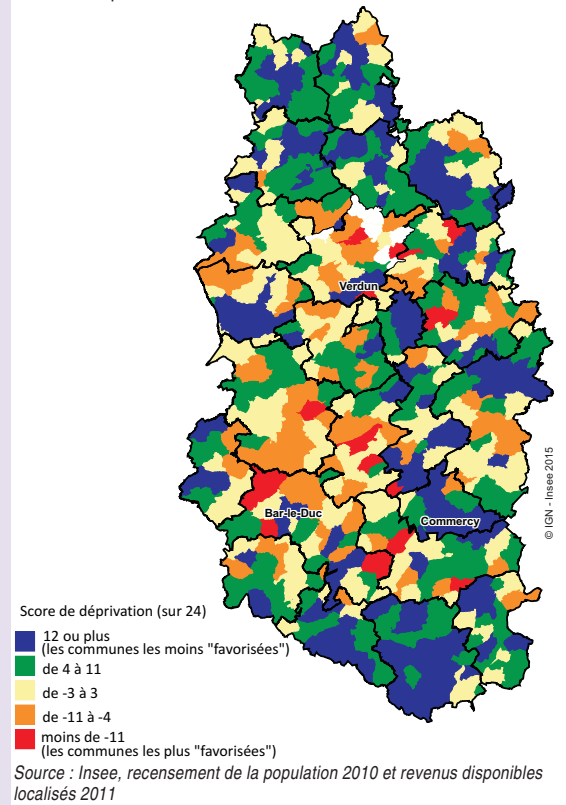 Verdun
© IGN - Insee 2015
Bar-le-Duc
Commercy
Score de déprivation (sur 24)
12 ou plus
(les communes les moins "favorisées")
de 4 à 11
de -3 à 3
de -11 à -4
moins de -11
(les communes les plus "favorisées")
Source : Insee, recensement de la population 2010 et revenus disponibles
localisés 2011